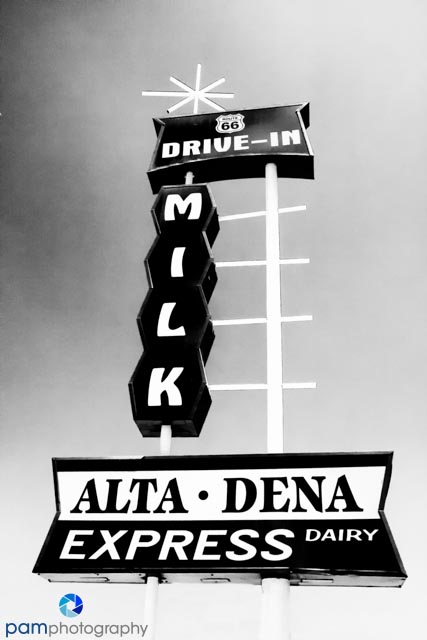 ROUTE
66
DRIVE-IN
M
I
L
K
ALTA · DENA
EXPRESS DAIRY
pamphotography